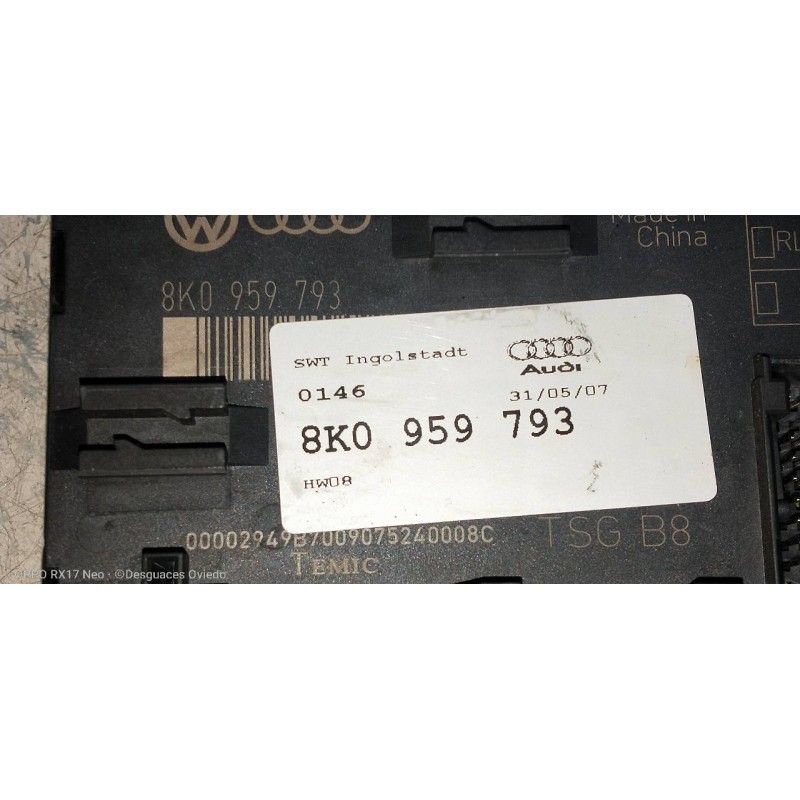 Made in
China
RL
8K0 959 793
SWT Ingolstadt
Audi
0146
31/05/07
8K0 959 793
HW08
00002949B7009075240008C
TSG B8
TEMIC
RX17 Neo · ©Desguaces Oviedo